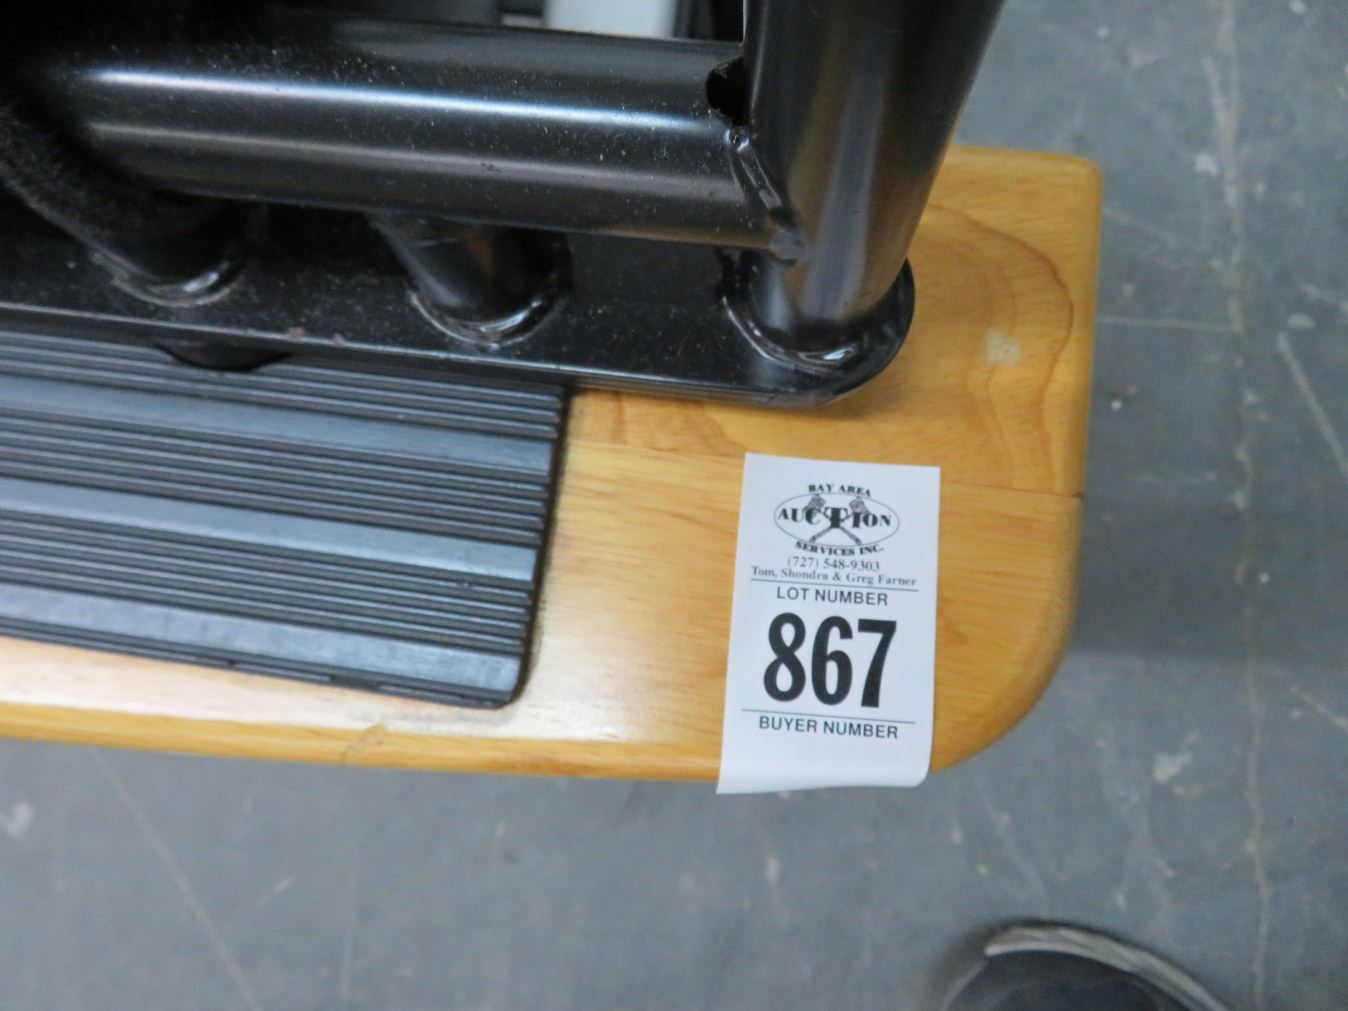 BAY AREA
AUCTION
SERVICES INC.
(727) 548-9303
Tom, Shondra & Greg Farner
LOT NUMBER
867
BUYER NUMBER